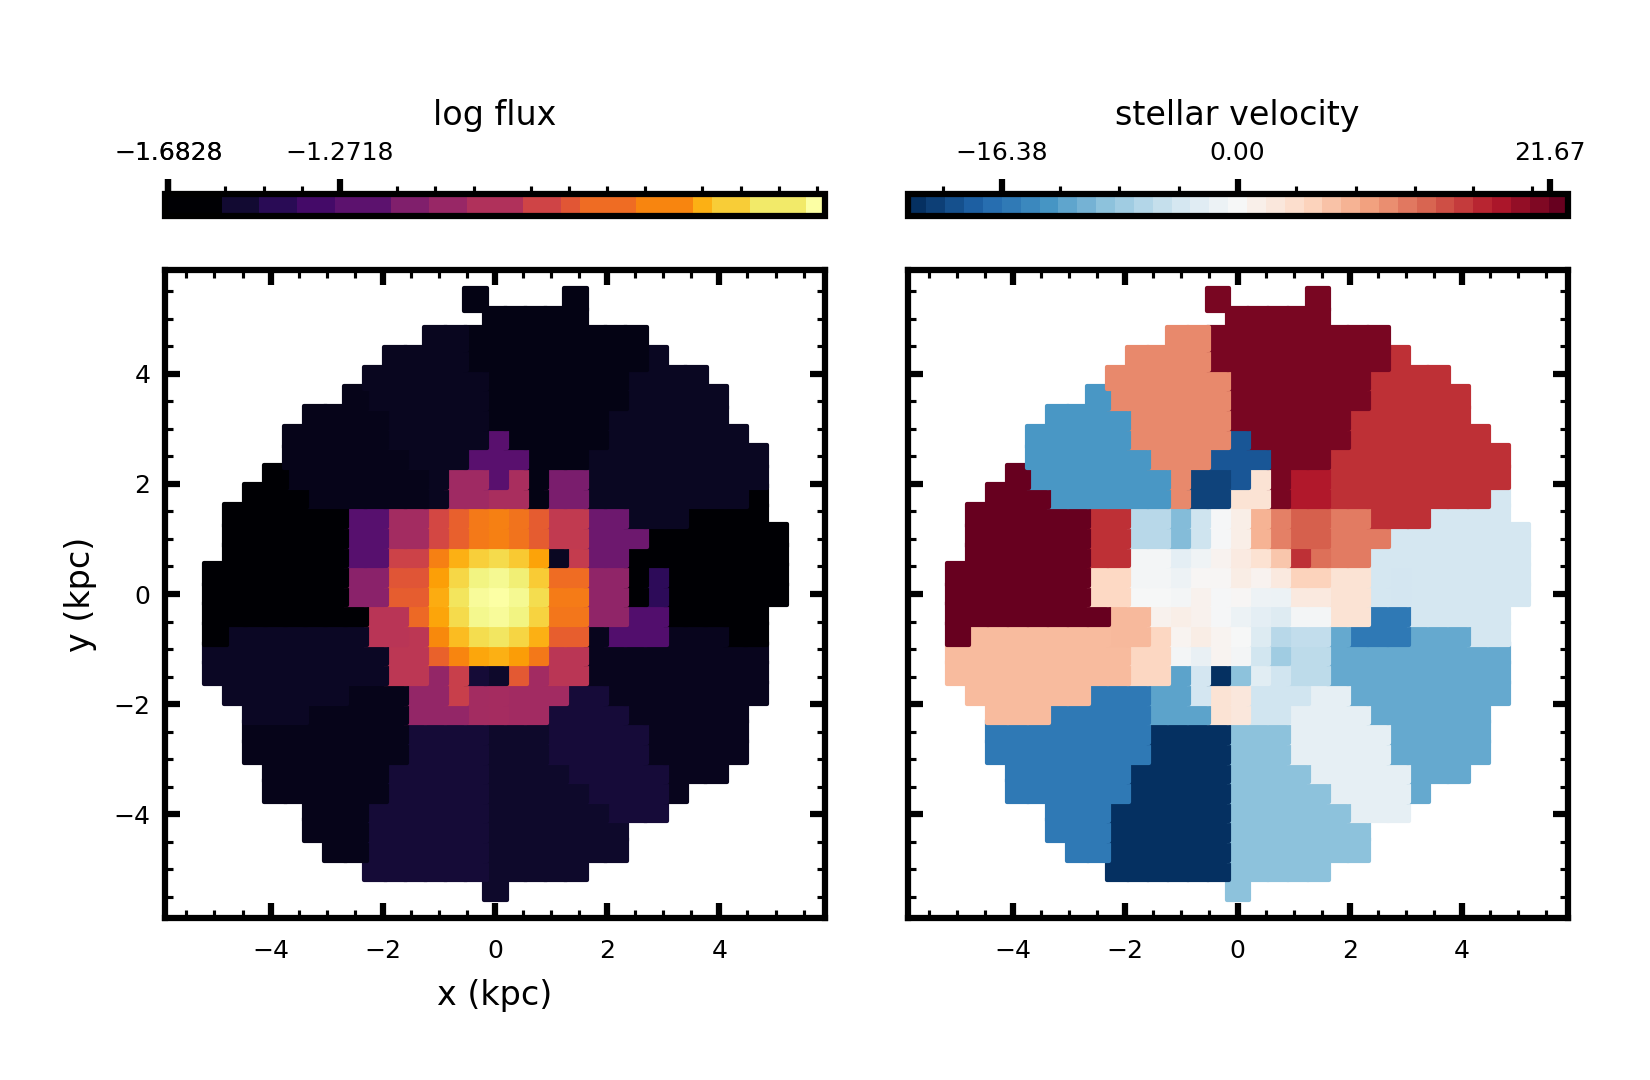 log flux
stellar velocity
−1.6828 −1.2718
−16.38 0.00 21.67
4
2
0
−2
−4
y (kpc)
−4 −2 0 2 4
−4 −2 0 2 4
x (kpc)